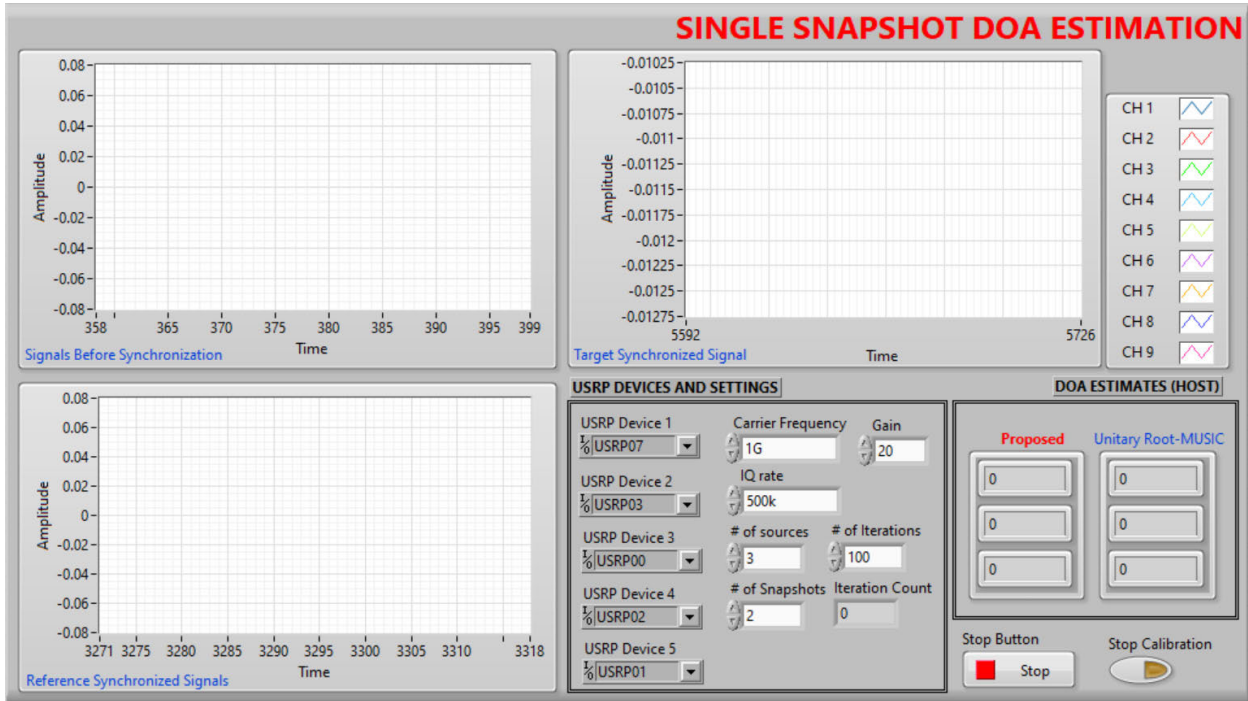 SINGLE SNAPSHOT DOA ESTIMATION
0.08
0.06
0.04
0.02
0
-0.02
-0.04
-0.06
-0.08
Amplitude
358 365 370 375 380 385 390 395 399
Time
Signals Before Synchronization
-0.01025
-0.0105
-0.01075
-0.011
-0.01125
-0.0115
-0.01175
-0.012
-0.01225
-0.0125
-0.01275
Amplitude
5592 5726
Time
Target Synchronized Signal
CH 1
CH 2
CH 3
CH 4
CH 5
CH 6
CH 7
CH 8
CH 9
0.08
0.06
0.04
0.02
0
-0.02
-0.04
-0.06
-0.08
Amplitude
3271 3275 3280 3285 3290 3295 3300 3305 3310 3318
Time
Reference Synchronized Signals
USRP DEVICES AND SETTINGS
USRP Device 1
I/0 USRP07
USRP Device 2
I/0 USRP03
USRP Device 3
I/0 USRP00
USRP Device 4
I/0 USRP02
USRP Device 5
I/0 USRP01
Carrier Frequency
1G
Gain
20
IQ rate
500k
# of sources
3
# of Iterations
100
# of Snapshots
2
Iteration Count
0
DOA ESTIMATES (HOST)
Proposed
0
0
0
Unitary Root-MUSIC
0
0
0
Stop Button
Stop
Stop Calibration